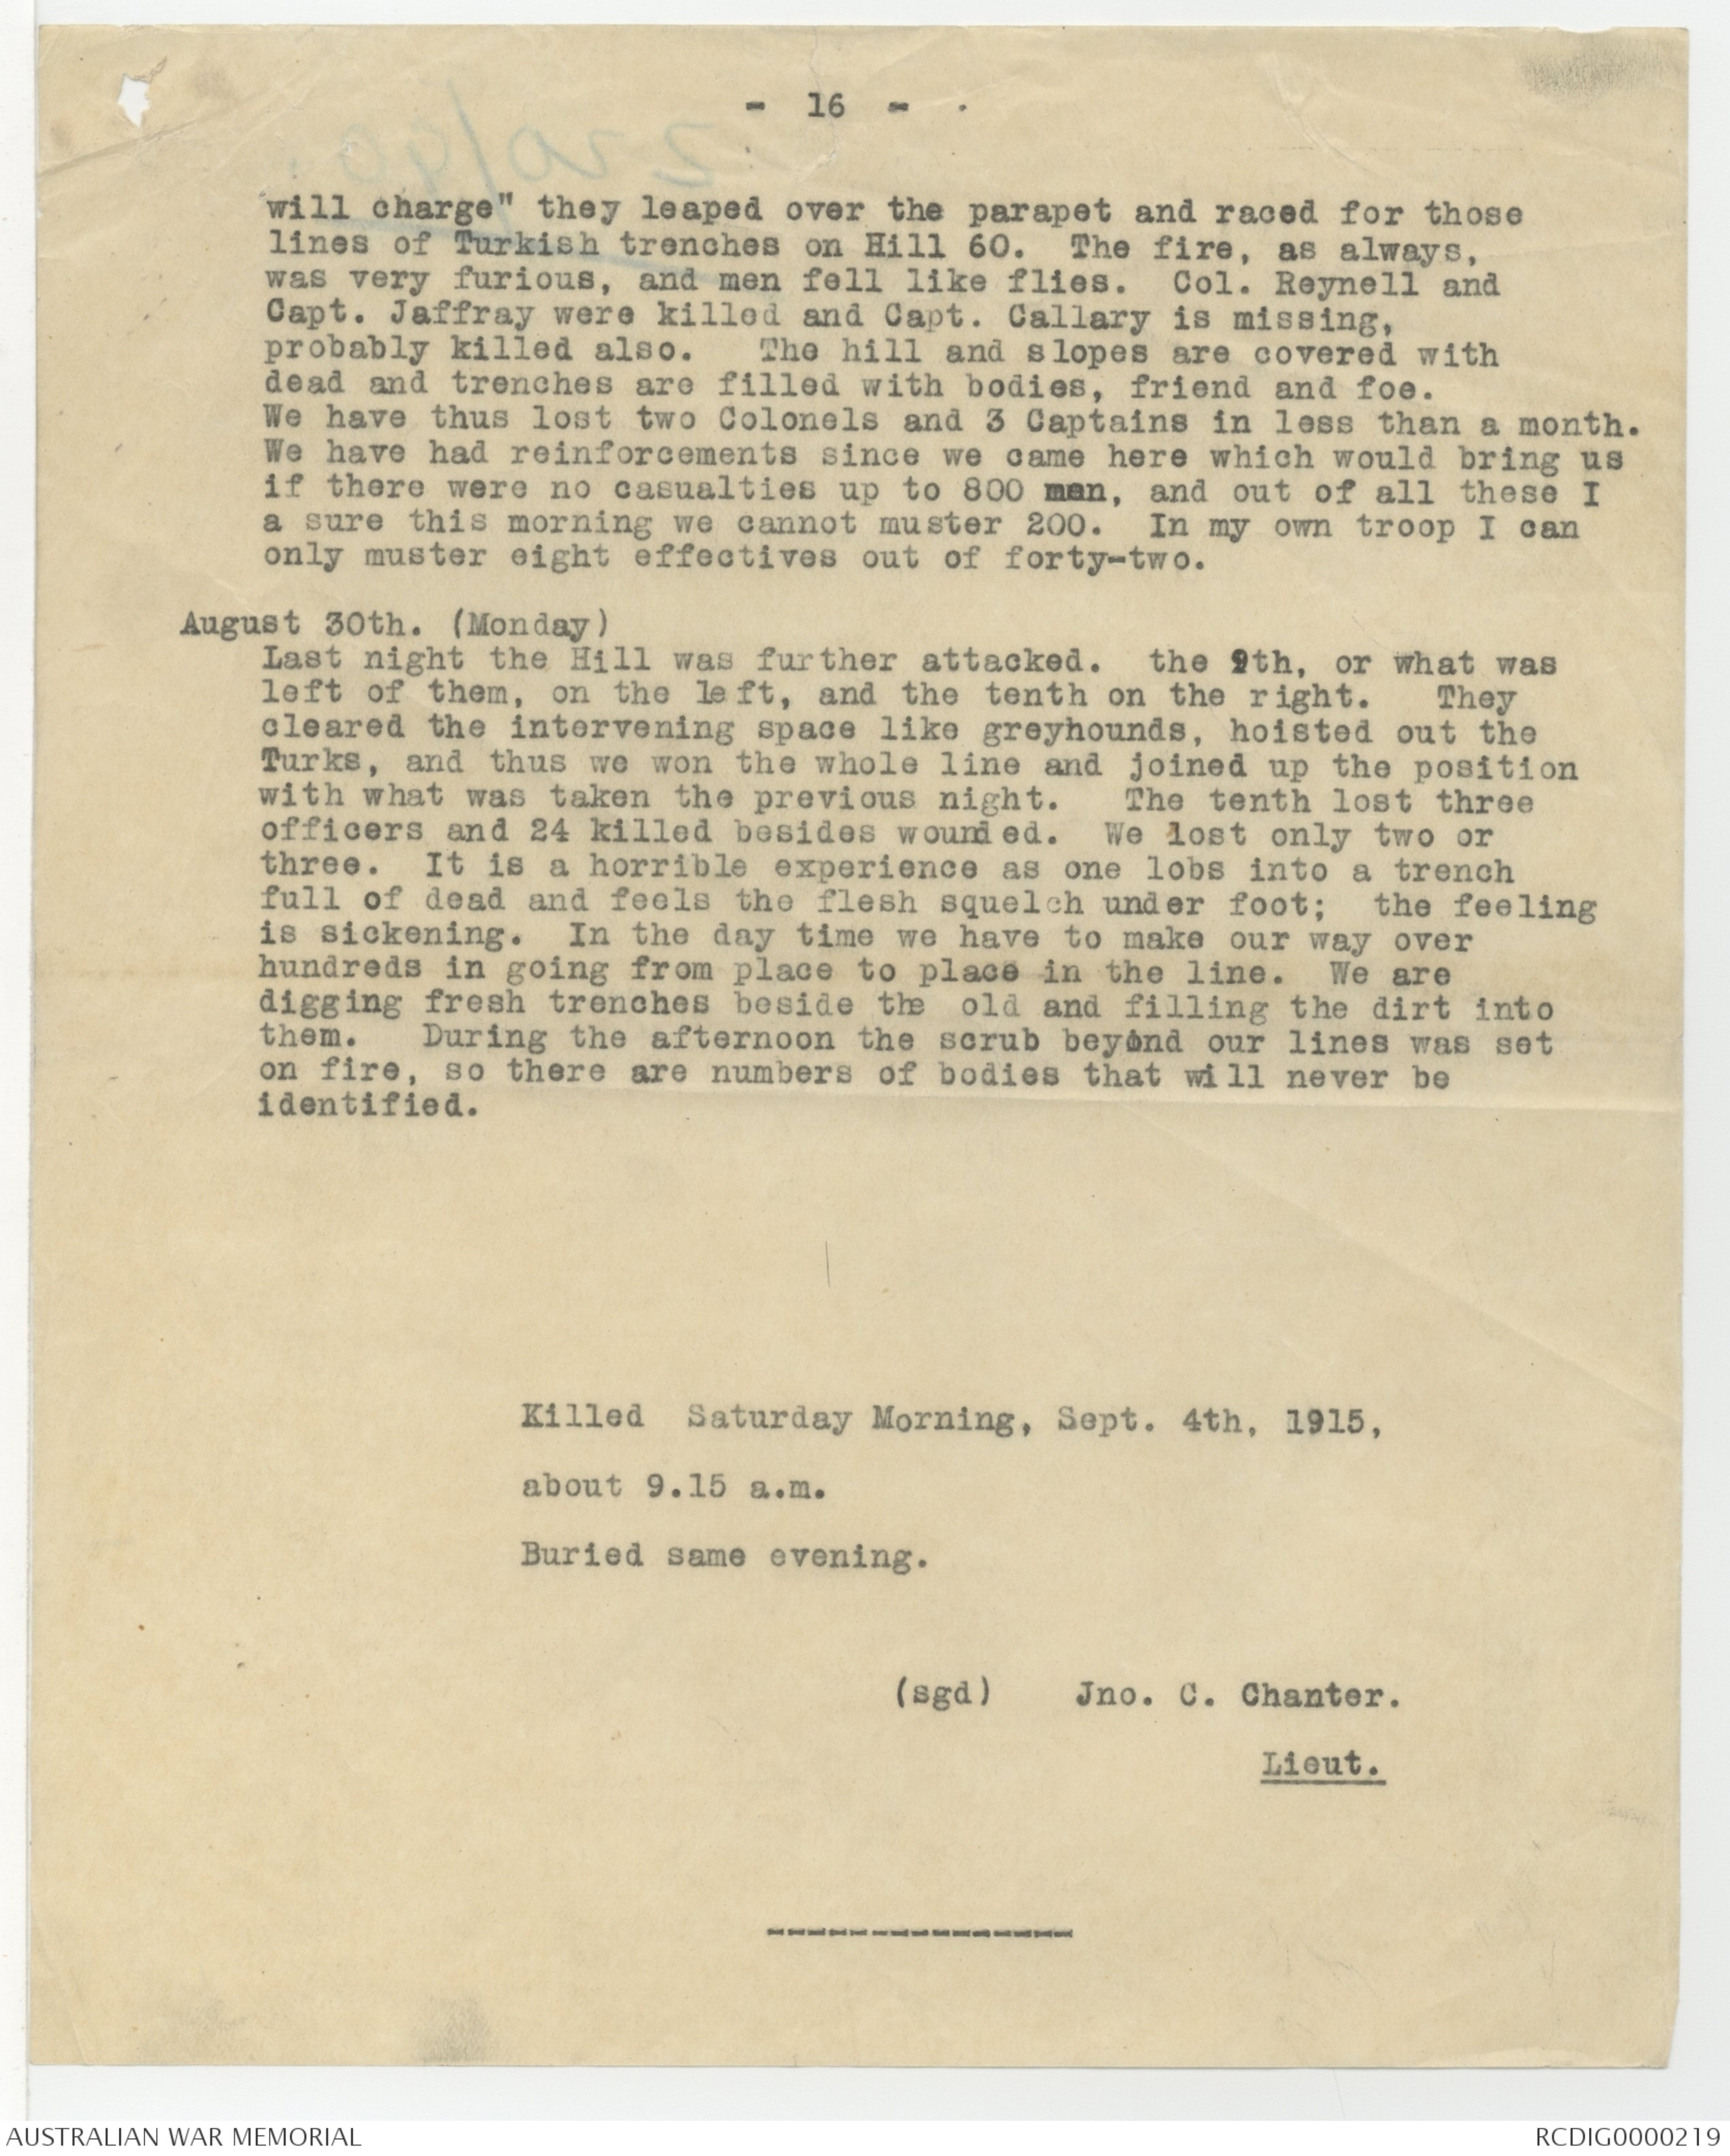 - 16 -
will charge" they leaped over the parapet and raced for those
lines of Turkish trenches on Hill 60. The fire, as always,
was very furious, and men fell like flies. Col. Reynell and
Capt. Jaffray were killed and Capt. Callary is missing,
probably killed also. The hill and slopes are covered with
dead and trenches are filled with bodies, friend and foe.
We have thus lost two Colonels and 3 Captains in less than a month.
We have had reinforcements since we came here which would bring us
if there were no casualties up to 800 men, and out of all these I
a sure this morning we cannot muster 200. In my own troop I can
only muster eight effectives out of forty-two.
August 30th. (Monday)
Last night the Hill was further attacked. the 9th, or what was
left of them, on the left, and the tenth on the right. They
cleared the intervening space like greyhounds, hoisted out the
Turks, and thus we won the whole line and joined up the position
with what was taken the previous night. The tenth lost three
officers and 24 killed besides wounded. We lost only two or
three. It is a horrible experience as one lobs into a trench
full of dead and feels the flesh squelch under foot; the feeling
is sickening. In the day time we have to make our way over
hundreds in going from place to place in the line. We are
digging fresh trenches beside the old and filling the dirt into
them. During the afternoon the scrub beyond our lines was set
on fire, so there are numbers of bodies that will never be
identified.
Killed Saturday Morning, Sept. 4th, 1915,
about 9.15 a.m.
Buried same evening.
(sgd) Jno. C. Chanter.
Lieut.
---------------
AUSTRALIAN WAR MEMORIAL
RCDIG0000219